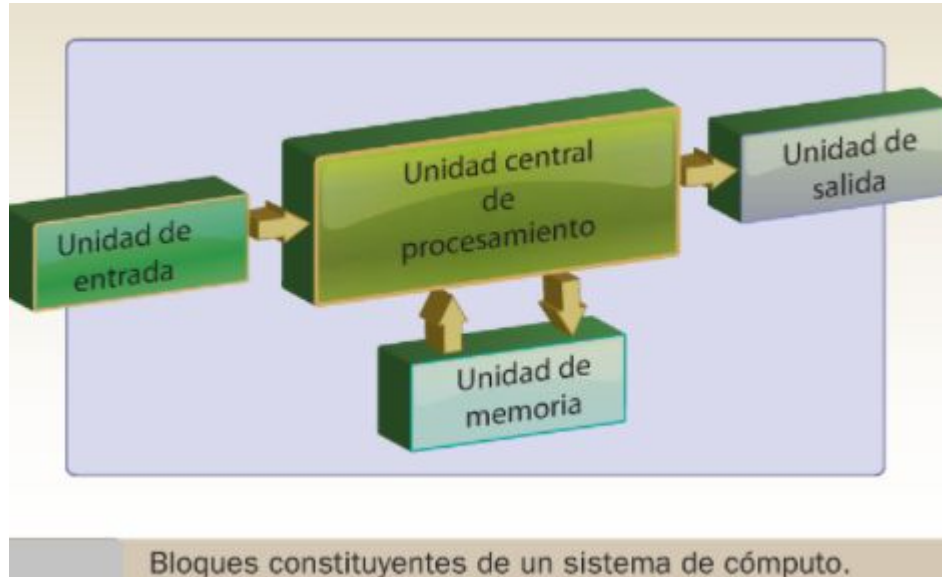 Unidad central
de
procesamiento
Unidad de
salida
Unidad de
entrada
Unidad de
memoria
Bloques constituyentes de un sistema de cómputo.